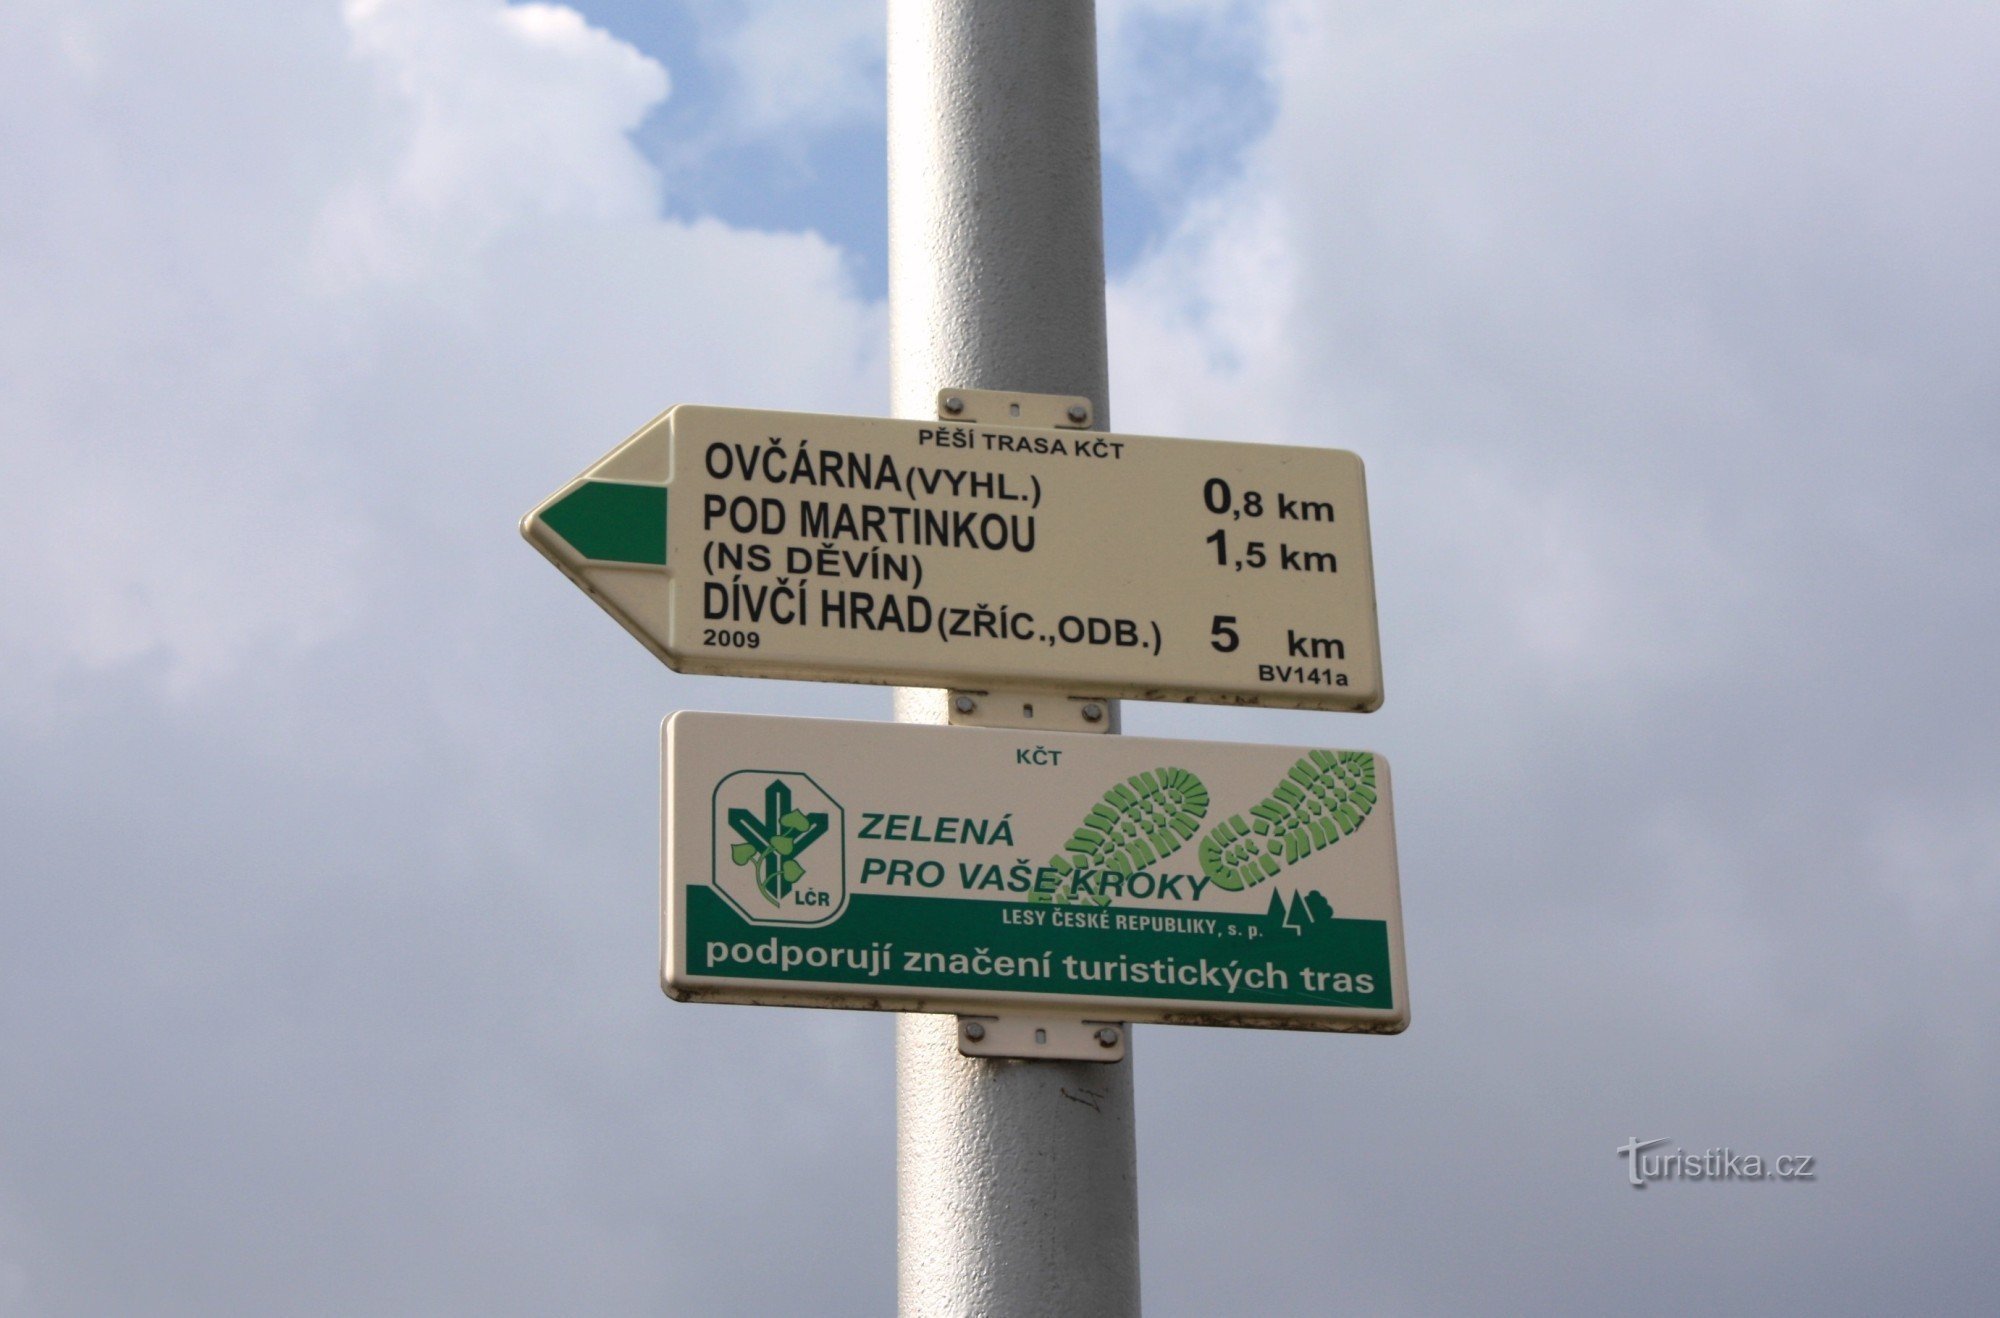 PĚŠÍ TRASA KČT
OVČÁRNA (VYHL.) 0,8 km
POD MARTINKOU 1,5 km
(NS DĚVÍN)
DÍVČÍ HRAD (ZŘÍC.,ODB.) 5 km
2009 BV141a
KČT
ZELENÁ
PRO VAŠE KROKY
LČR
LESY ČESKÉ REPUBLIKY, s. p.
podporují značení turistických tras
Turistika.cz